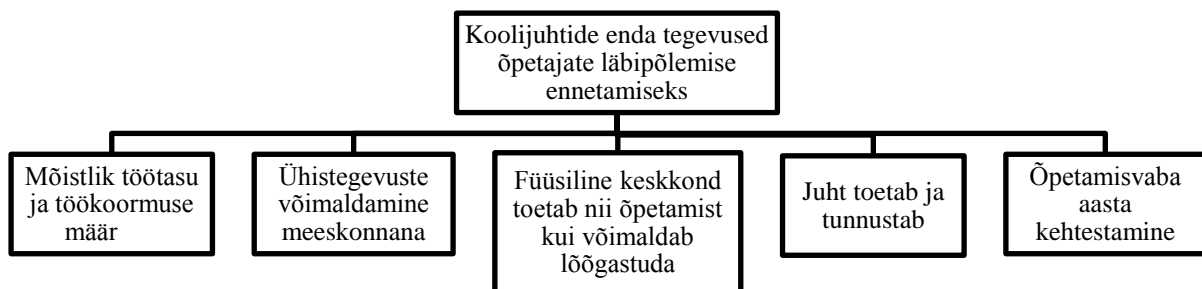 Koolijuhtide enda tegevused
õpetajate läbipõlemise
ennetamiseks
Mõistlik töötasu
ja töökoormuse
määr
Ühistegevuste
võimaldamine
meeskonnana
Füüsiline keskkond
toetab nii õpetamist
kui võimaldab
lõõgastuda
Juht toetab ja
tunnustab
Õpetamisvaba
aasta
kehtestamine